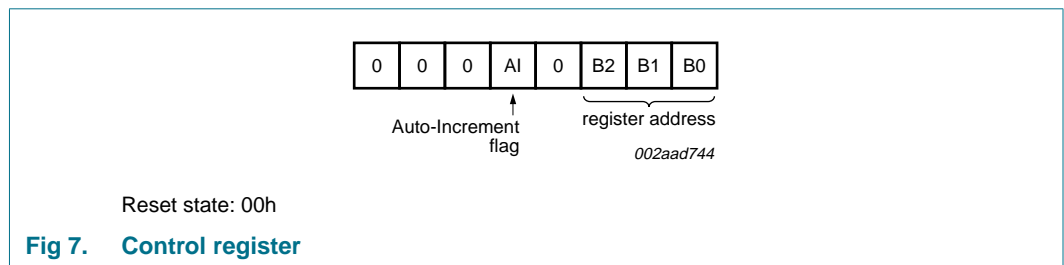 0 0 0 AI 0 B2 B1 B0
Auto-Increment
flag
register address
002aad744
Reset state: 00h
Fig 7. Control register